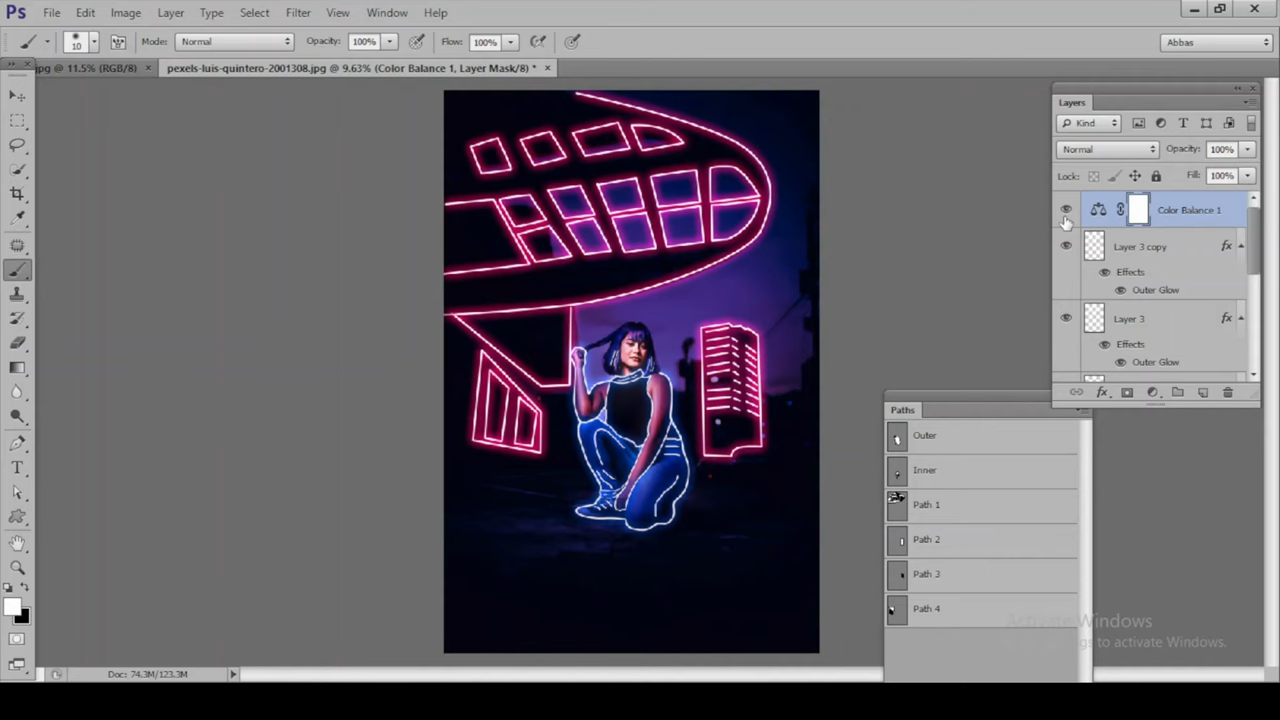 Ps File Edit Image Layer Type Select Filter View Window Help
10 Mode: Normal Opacity: 100% Flow: 100% Abbas
.jpg @ 11.5% (RGB/8) × pexels-luis-quintero-2001308.jpg @ 9.63% (Color Balance 1, Layer Mask/8) * ×
Layers
Kind
Normal Opacity: 100%
Lock: Fill: 100%
Color Balance 1
Layer 3 copy fx
Effects
Outer Glow
Layer 3 fx
Effects
Outer Glow
fx
Paths
Outer
Inner
Path 1
Path 2
Path 3
Path 4
Activate Windows
to activate Windows.
Doc: 74.3M/123.3M